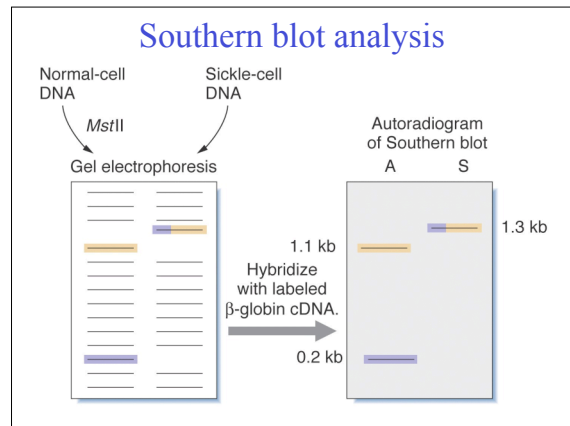 Southern blot analysis
Normal-cell
DNA
Sickle-cell
DNA
MstII
Gel electrophoresis
Autoradiogram
of Southern blot
A S
1.1 kb
1.3 kb
Hybridize
with labeled
β-globin cDNA.
0.2 kb